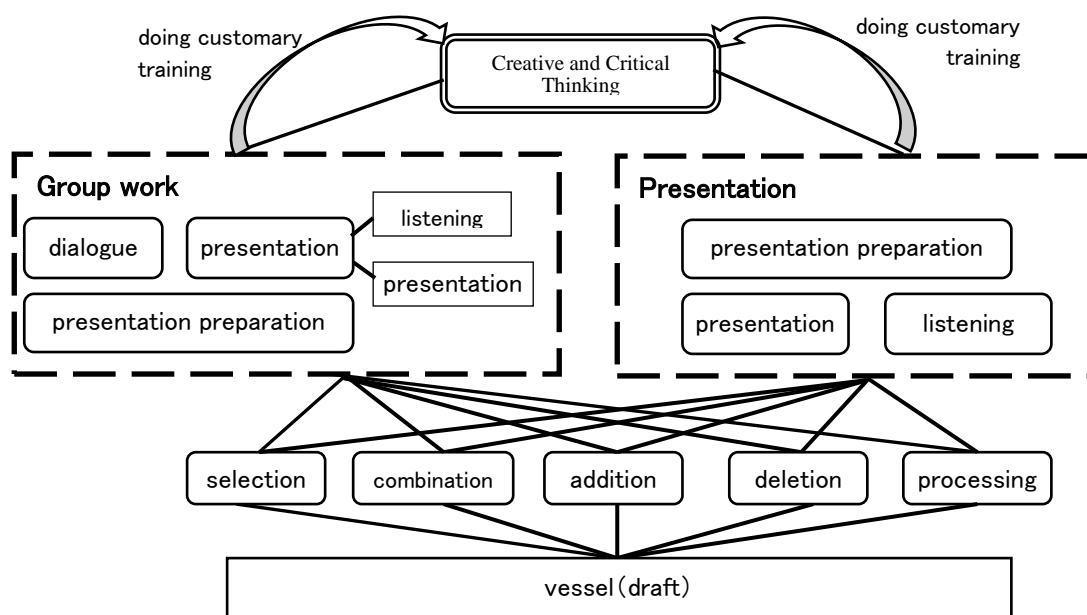 doing customary
training
Creative and Critical
Thinking
doing customary
training
Group work
listening
dialogue
presentation
presentation
presentation preparation
Presentation
presentation preparation
presentation
listening
selection
combination
addition
deletion
processing
vessel(draft)